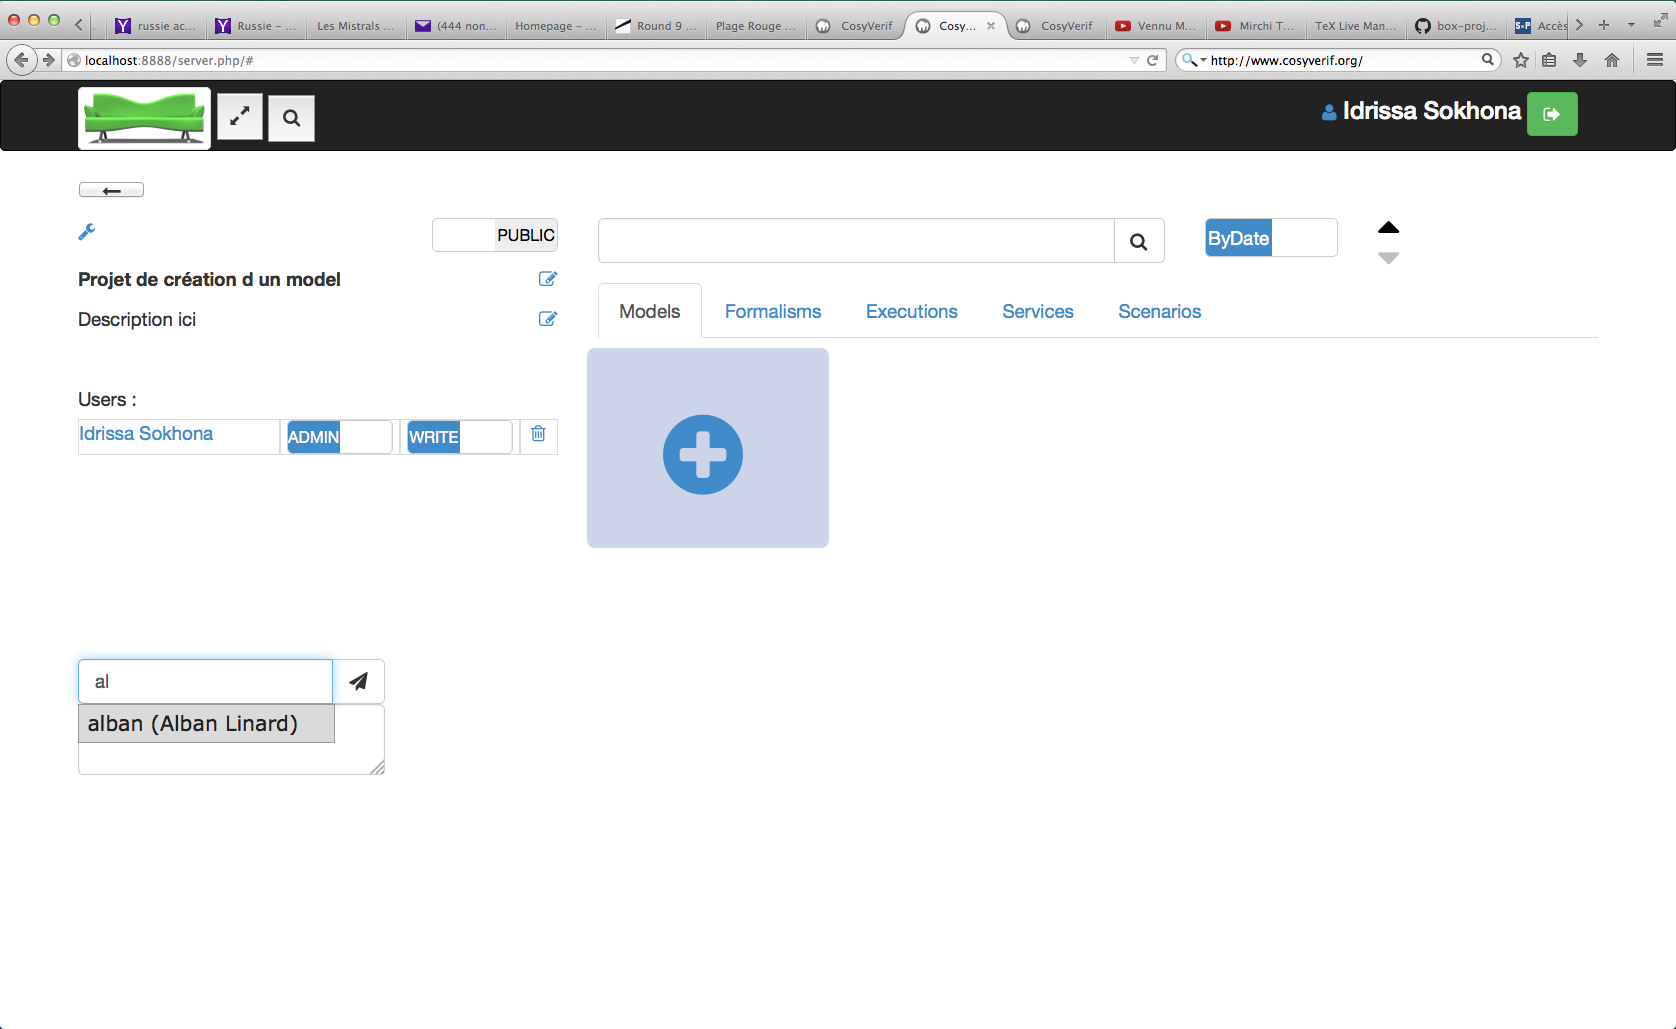 russie ac...
Russie – ...
Les Mistrals ...
(444 non...
Homepage – ...
Round 9 ...
Plage Rouge ...
CosyVerif
Cosy...
CosyVerif
Vennu M...
Mirchi T...
TeX Live Man...
box-proj...
Accès
localhost:8888/server.php/#
http://www.cosyverif.org/
Idrissa Sokhona
PUBLIC
ByDate
Projet de création d un model
Description ici
Models Formalisms Executions Services Scenarios
Users :
Idrissa Sokhona ADMIN WRITE
al
alban (Alban Linard)